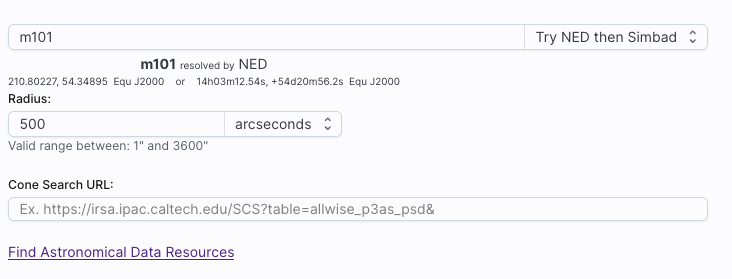 m101 Try NED then Simbad
m101 resolved by NED
210.80227, 54.34895 Equ J2000 or 14h03m12.54s, +54d20m56.2s Equ J2000
Radius:
500 arcseconds
Valid range between: 1" and 3600"
Cone Search URL:
Ex. https://irsa.ipac.caltech.edu/SCS?table=allwise_p3as_psd&
Find Astronomical Data Resources